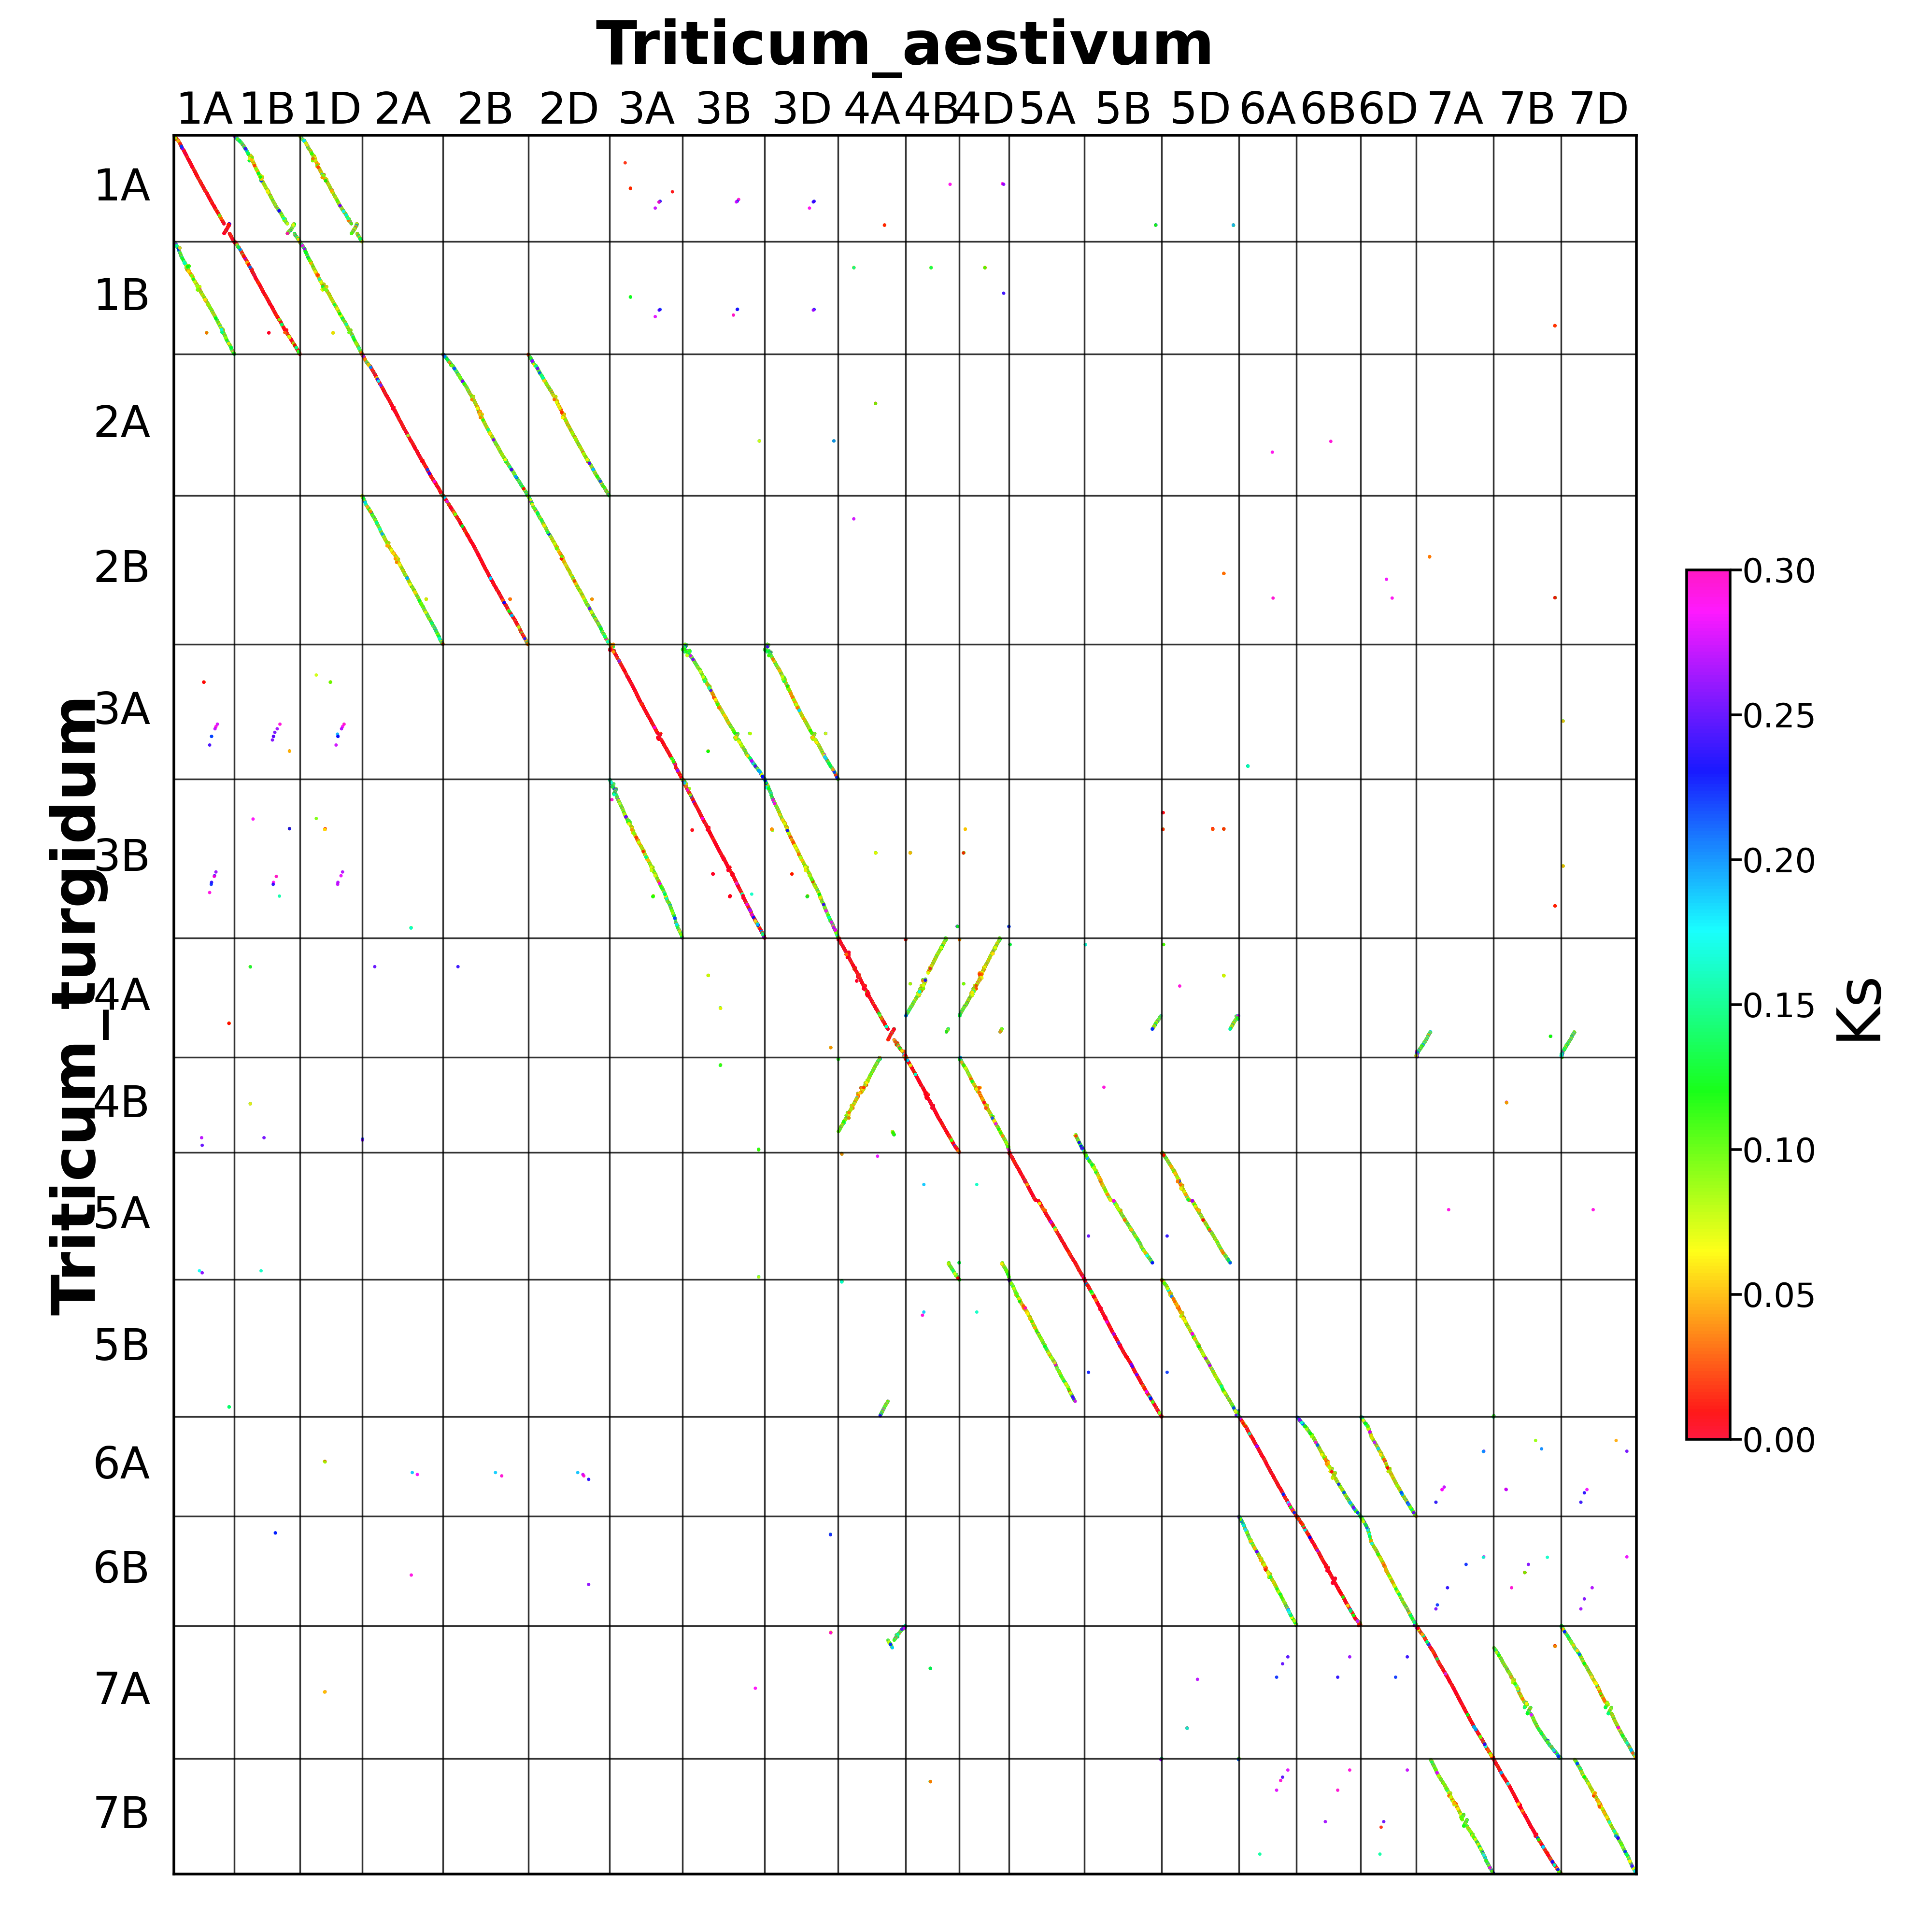 Triticum_aestivum
1A 1B 1D 2A 2B 2D 3A 3B 3D 4A 4B 4D 5A 5B 5D 6A 6B 6D 7A 7B 7D
Triticum_turgidum
1A
1B
2A
2B
3A
3B
4A
4B
5A
5B
6A
6B
7A
7B
0.30
0.25
0.20
0.15
0.10
0.05
0.00
Ks